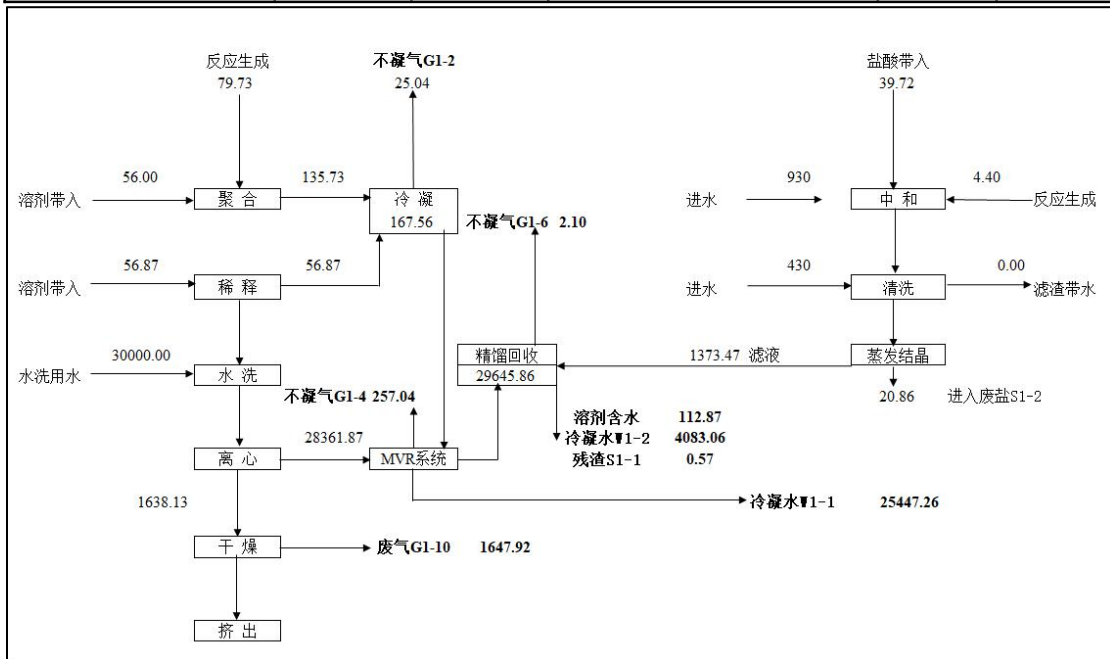 反应生成
79.73
不凝气G1-2
25.04
盐酸带入
39.72
溶剂带入
56.00
聚 合
135.73
冷 凝
167.56
不凝气G1-6 2.10
进水
930
中 和
4.40
反应生成
溶剂带入
56.87
稀 释
56.87
进水
430
清洗
0.00
滤渣带水
水洗用水
30000.00
水 洗
精馏回收
29645.86
1373.47 滤液
蒸发结晶
20.86 进入废盐S1-2
不凝气G1-4 257.04
溶剂含水 112.87
冷凝水W1-2 4083.06
残渣S1-1 0.57
离 心
28361.87
MVR系统
冷凝水W1-1 25447.26
1638.13
干 燥
废气G1-10 1647.92
挤 出